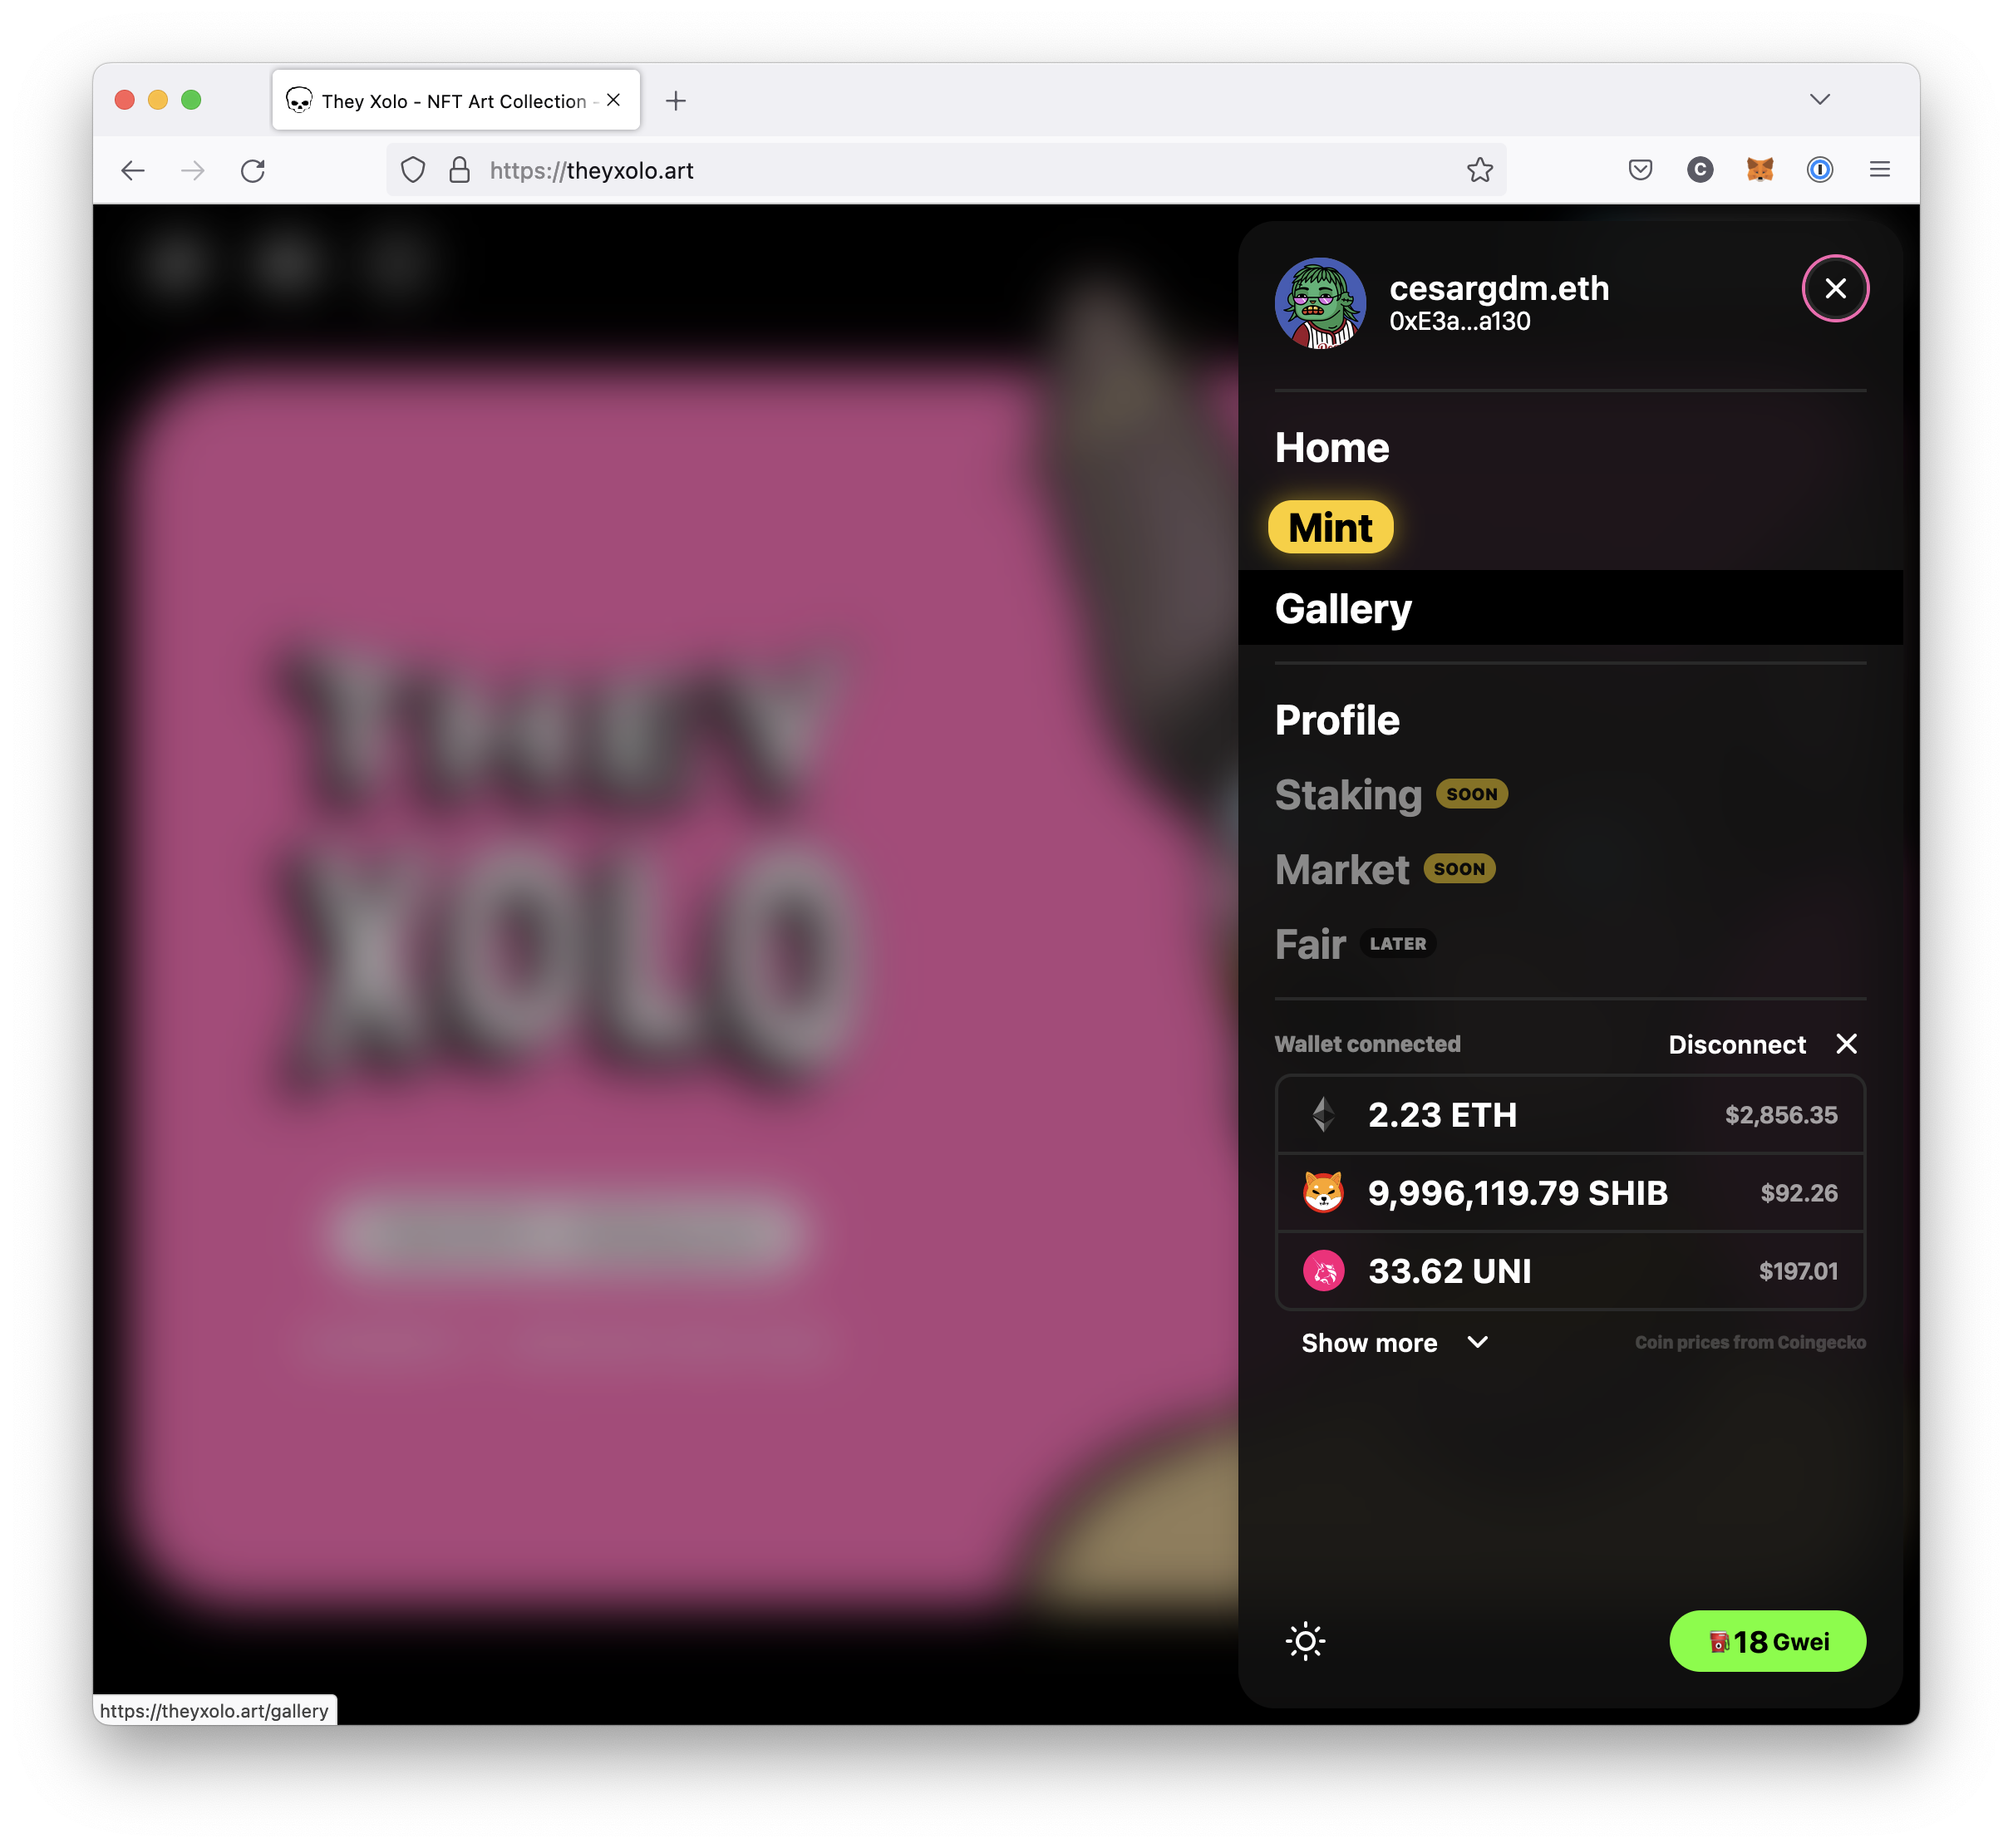 They Xolo - NFT Art Collection -
https://theyxolo.art
cesargdm.eth
0xE3a...a130
Home
Mint
Gallery
Profile
Staking SOON
Market SOON
Fair LATER
Wallet connected Disconnect
2.23 ETH $2,856.35
9,996,119.79 SHIB $92.26
33.62 UNI $197.01
Show more Coin prices from Coingecko
18 Gwei
THEY
XOLO
https://theyxolo.art/gallery